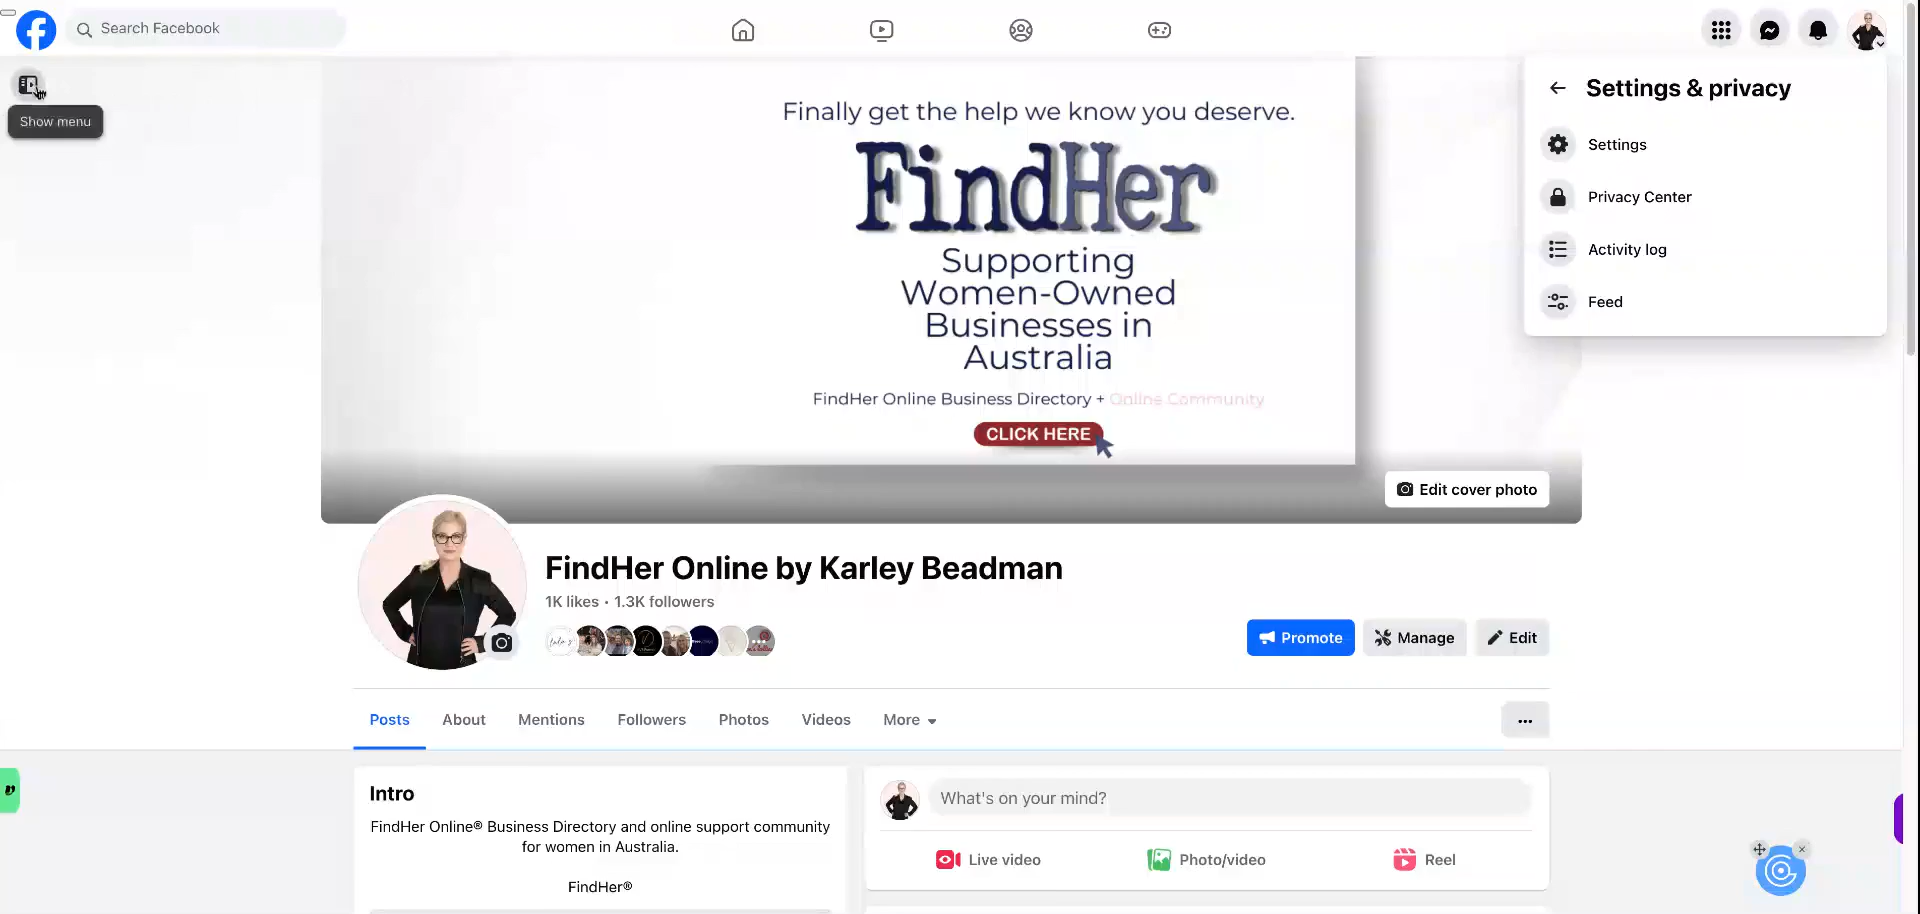 Search Facebook
Show menu
Settings & privacy
Settings
Privacy Center
Activity log
Feed
Finally get the help we know you deserve.
FindHer
Supporting
Women-Owned
Businesses in
Australia
FindHer Online Business Directory + Online Community
CLICK HERE
Edit cover photo
FindHer Online by Karley Beadman
1K likes • 1.3K followers
Promote
Manage
Edit
Posts
About
Mentions
Followers
Photos
Videos
More
Intro
FindHer Online® Business Directory and online support community
for women in Australia.
FindHer®
What's on your mind?
Live video
Photo/video
Reel